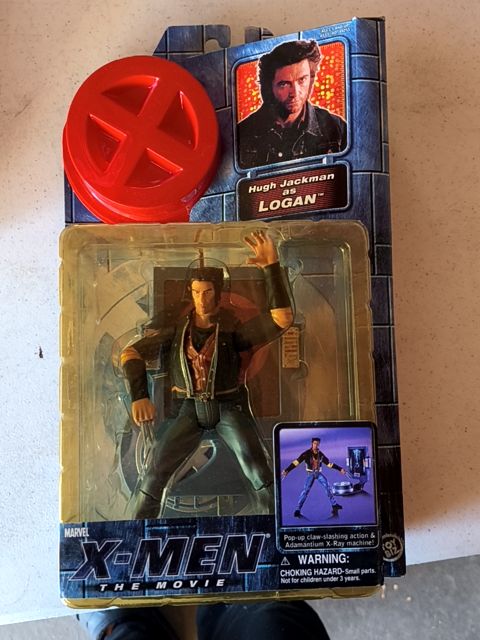 Hugh Jackman
as
LOGAN™
Pop-up claw-slashing action &
Adamantium X-Ray machine!
MARVEL
X-MEN®
THE MOVIE
⚠ WARNING:
CHOKING HAZARD-Small parts.
Not for children under 3 years.